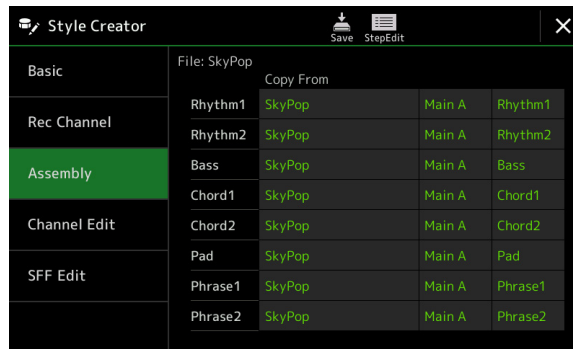 Style Creator
Save StepEdit
Basic
Rec Channel
Assembly
Channel Edit
SFF Edit
File: SkyPop
Copy From
Rhythm1 SkyPop Main A Rhythm1
Rhythm2 SkyPop Main A Rhythm2
Bass SkyPop Main A Bass
Chord1 SkyPop Main A Chord1
Chord2 SkyPop Main A Chord2
Pad SkyPop Main A Pad
Phrase1 SkyPop Main A Phrase1
Phrase2 SkyPop Main A Phrase2